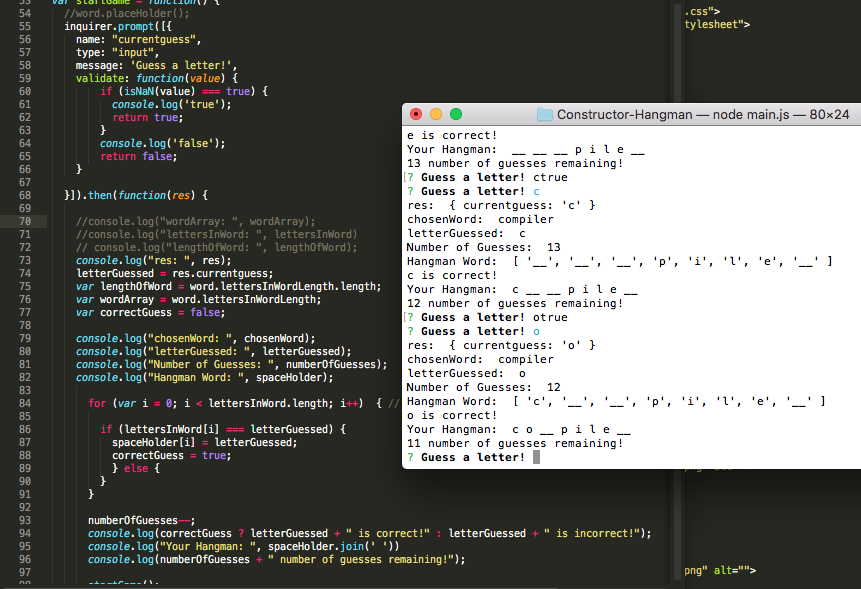 53 var startGame = function() {
54 //word.placeHolder();
55 inquirer.prompt([{
56 name: "currentguess",
57 type: "input",
58 message: 'Guess a letter!',
59 validate: function(value) {
60 if (isNaN(value) === true) {
61 console.log('true');
62 return true;
63 }
64 console.log('false');
65 return false;
66 }
67
68 }]).then(function(res) {
69
70 //console.log("wordArray: ", wordArray);
71 //console.log("lettersInWord: ", lettersInWord)
72 // console.log("lengthOfWord: ", lengthOfWord);
73 console.log("res: ", res);
74 letterGuessed = res.currentguess;
75 var lengthOfWord = word.lettersInWordLength.length;
76 var wordArray = word.lettersInWordLength;
77 var correctGuess = false;
78
79 console.log("chosenWord: ", chosenWord);
80 console.log("letterGuessed: ", letterGuessed);
81 console.log("Number of Guesses: ", numberOfGuesses);
82 console.log("Hangman Word: ", spaceHolder);
83
84 for (var i = 0; i < lettersInWord.length; i++) { //
85
86 if (lettersInWord[i] === letterGuessed) {
87 spaceHolder[i] = letterGuessed;
88 correctGuess = true;
89 } else {
90 }
91 }
92
93 numberOfGuesses--;
94 console.log(correctGuess ? letterGuessed + " is correct!" : letterGuessed + " is incorrect!");
95 console.log("Your Hangman: ", spaceHolder.join(' '))
96 console.log(numberOfGuesses + " number of guesses remaining!");
97
98 startGame();
.css">
tylesheet">
Constructor-Hangman — node main.js — 80×24
e is correct!
Your Hangman:  __ __ __ p i l e __
13 number of guesses remaining!
[? Guess a letter! ctrue
? Guess a letter! c
res:  { currentguess: 'c' }
chosenWord:  compiler
letterGuessed:  c
Number of Guesses:  13
Hangman Word:  [ '__', '__', '__', 'p', 'i', 'l', 'e', '__' ]
c is correct!
Your Hangman:  c __ __ p i l e __
12 number of guesses remaining!
[? Guess a letter! otrue
? Guess a letter! o
res:  { currentguess: 'o' }
chosenWord:  compiler
letterGuessed:  o
Number of Guesses:  12
Hangman Word:  [ 'c', '__', '__', 'p', 'i', 'l', 'e', '__' ]
o is correct!
Your Hangman:  c o __ p i l e __
11 number of guesses remaining!
? Guess a letter!
png" alt="">